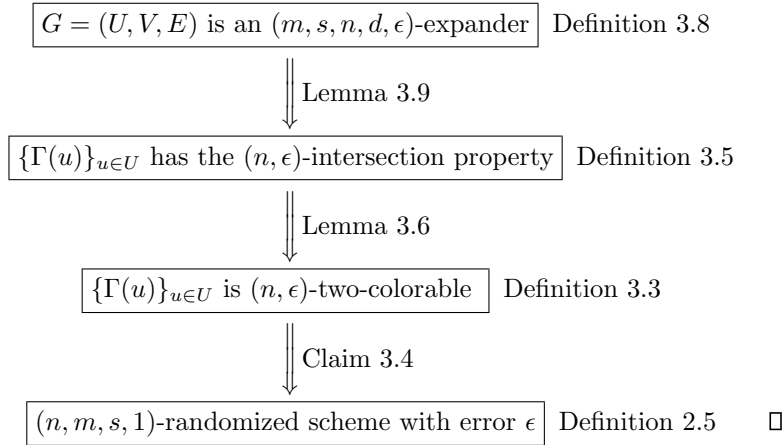 G = (U, V, E) is an (m, s, n, d, ϵ)-expander Definition 3.8
Lemma 3.9
{Γ(u)}_{u∈U} has the (n, ϵ)-intersection property Definition 3.5
Lemma 3.6
{Γ(u)}_{u∈U} is (n, ϵ)-two-colorable Definition 3.3
Claim 3.4
(n, m, s, 1)-randomized scheme with error ϵ Definition 2.5 □